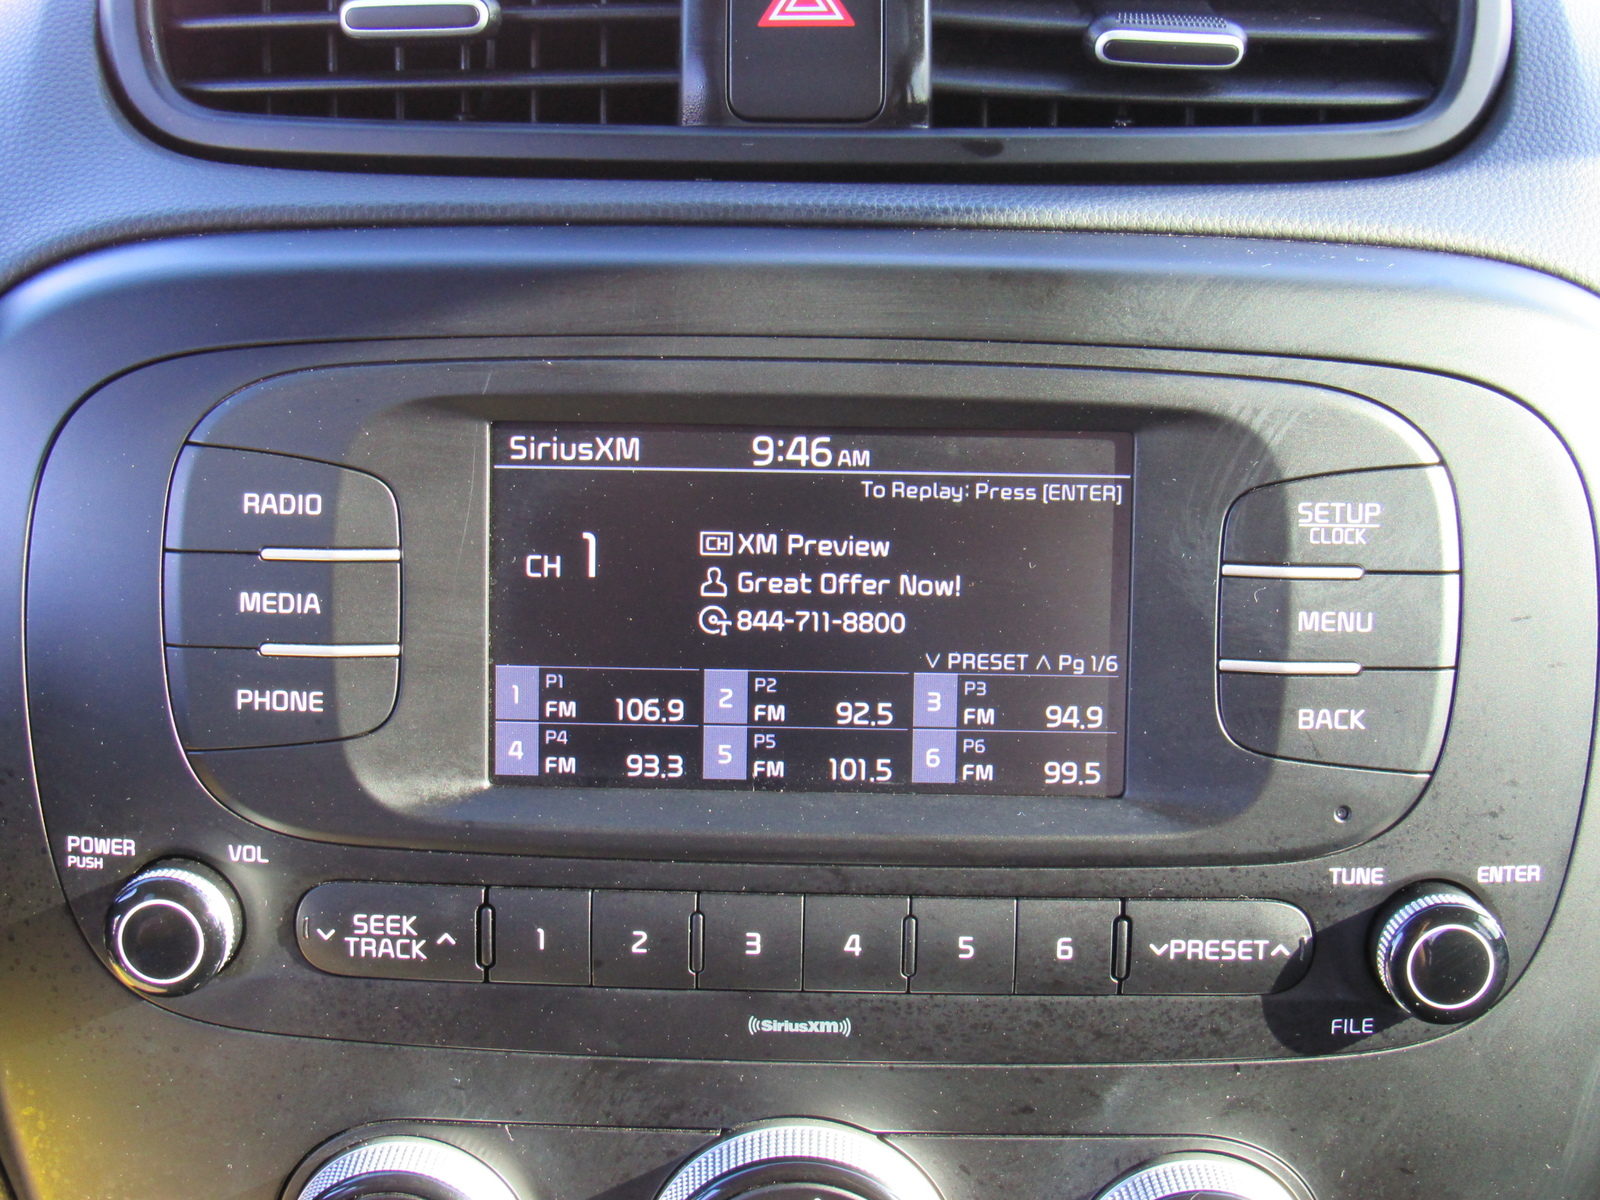 SiriusXM 9:46 AM
To Replay: Press [ENTER]
CH 1
CH XM Preview
Great Offer Now!
844-711-8800
∨ PRESET ∧ Pg 1/6
1 P1 FM 106.9
2 P2 FM 92.5
3 P3 FM 94.9
4 P4 FM 93.3
5 P5 FM 101.5
6 P6 FM 99.5
RADIO
MEDIA
PHONE
SETUP
CLOCK
MENU
BACK
POWER
PUSH
VOL
SEEK
TRACK
1 2 3 4 5 6
PRESET
TUNE
ENTER
FILE
((SiriusXM))